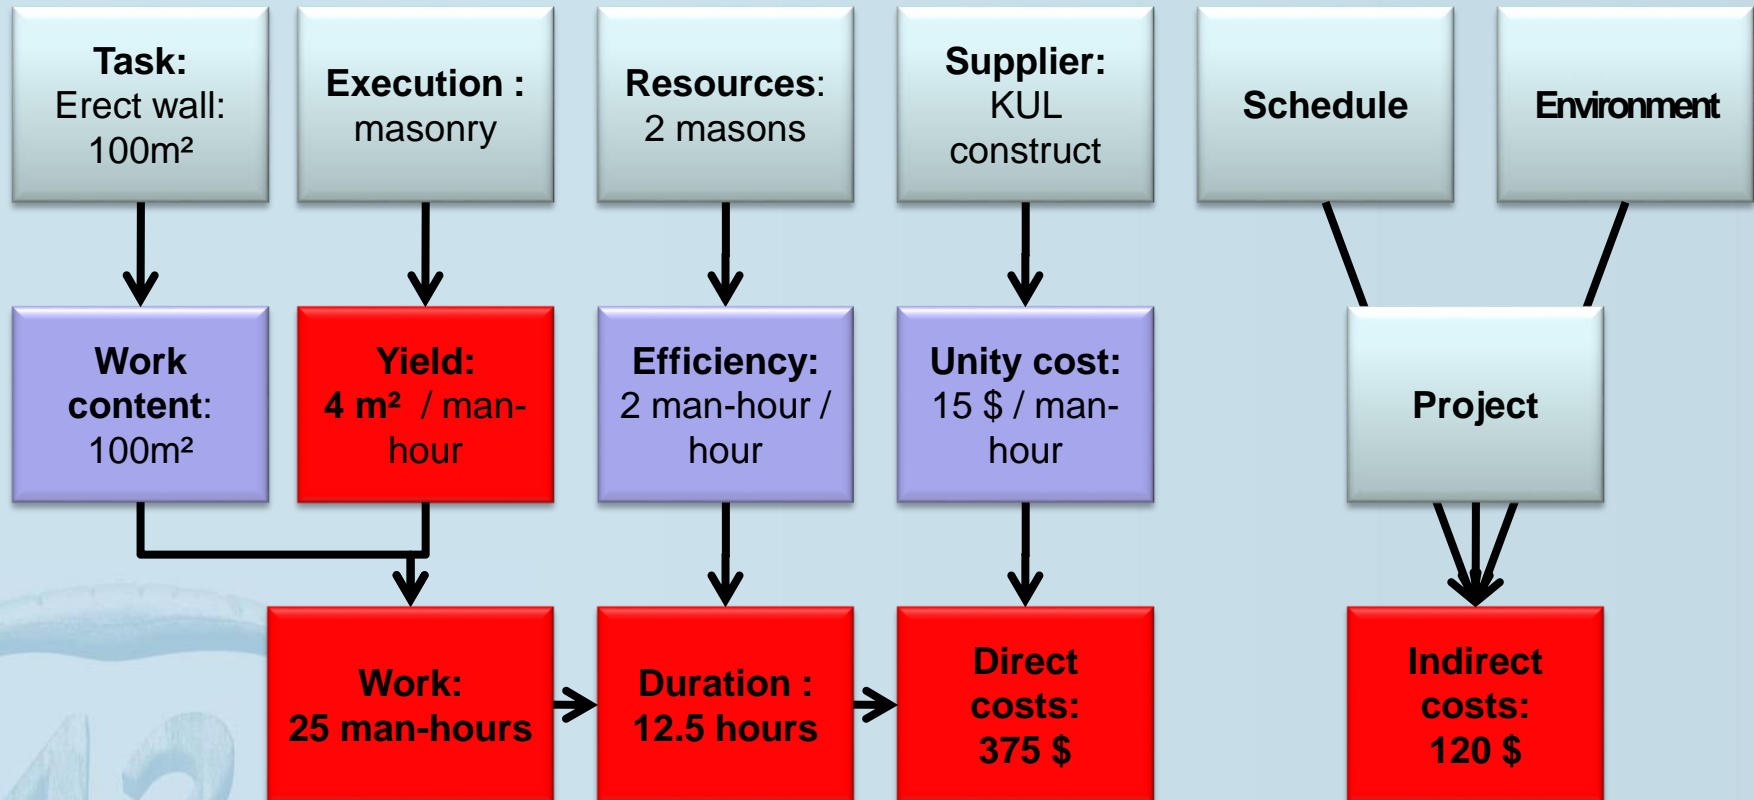 Task:
Erect wall:
100m²
Execution :
masonry
Resources:
2 masons
Supplier:
KUL
construct
Schedule
Environment
Work
content:
100m²
Yield:
4 m² / man-
hour
Efficiency:
2 man-hour /
hour
Unity cost:
15 $ / man-
hour
Project
Work:
25 man-hours
Duration :
12.5 hours
Direct
costs:
375 $
Indirect
costs:
120 $